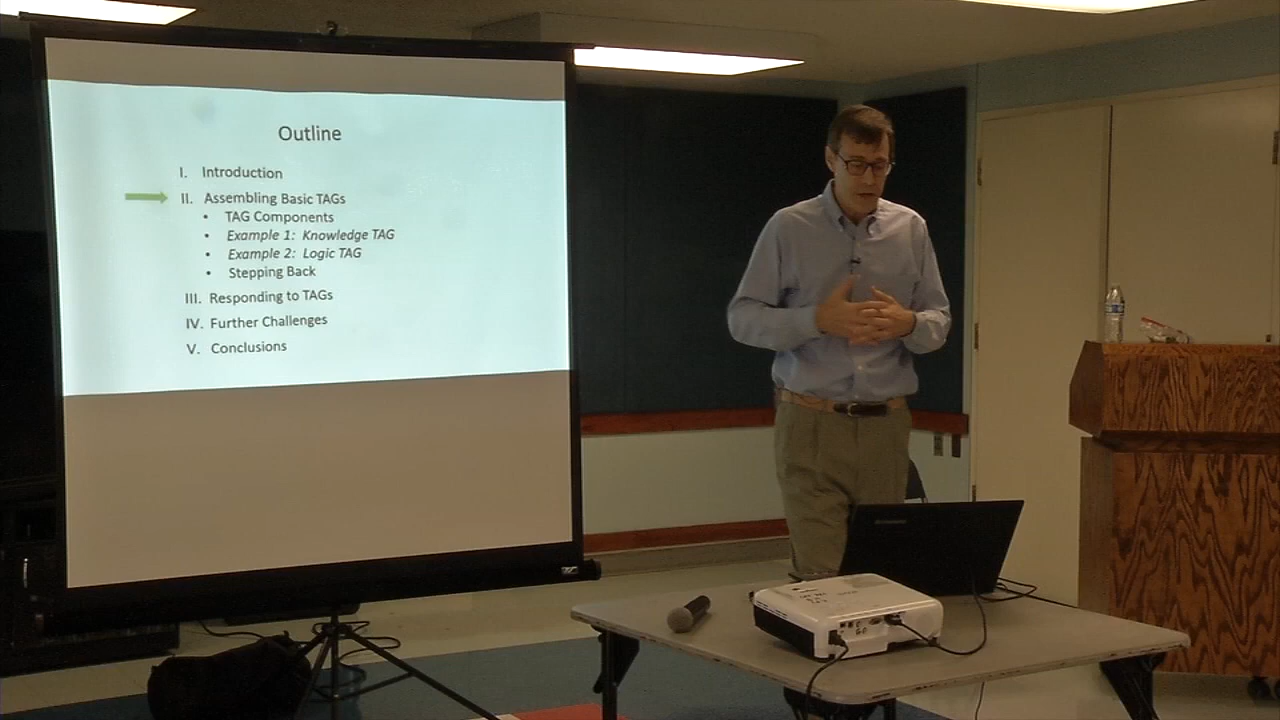 Outline
I. Introduction
II. Assembling Basic TAGs
• TAG Components
• Example 1: Knowledge TAG
• Example 2: Logic TAG
• Stepping Back
III. Responding to TAGs
IV. Further Challenges
V. Conclusions